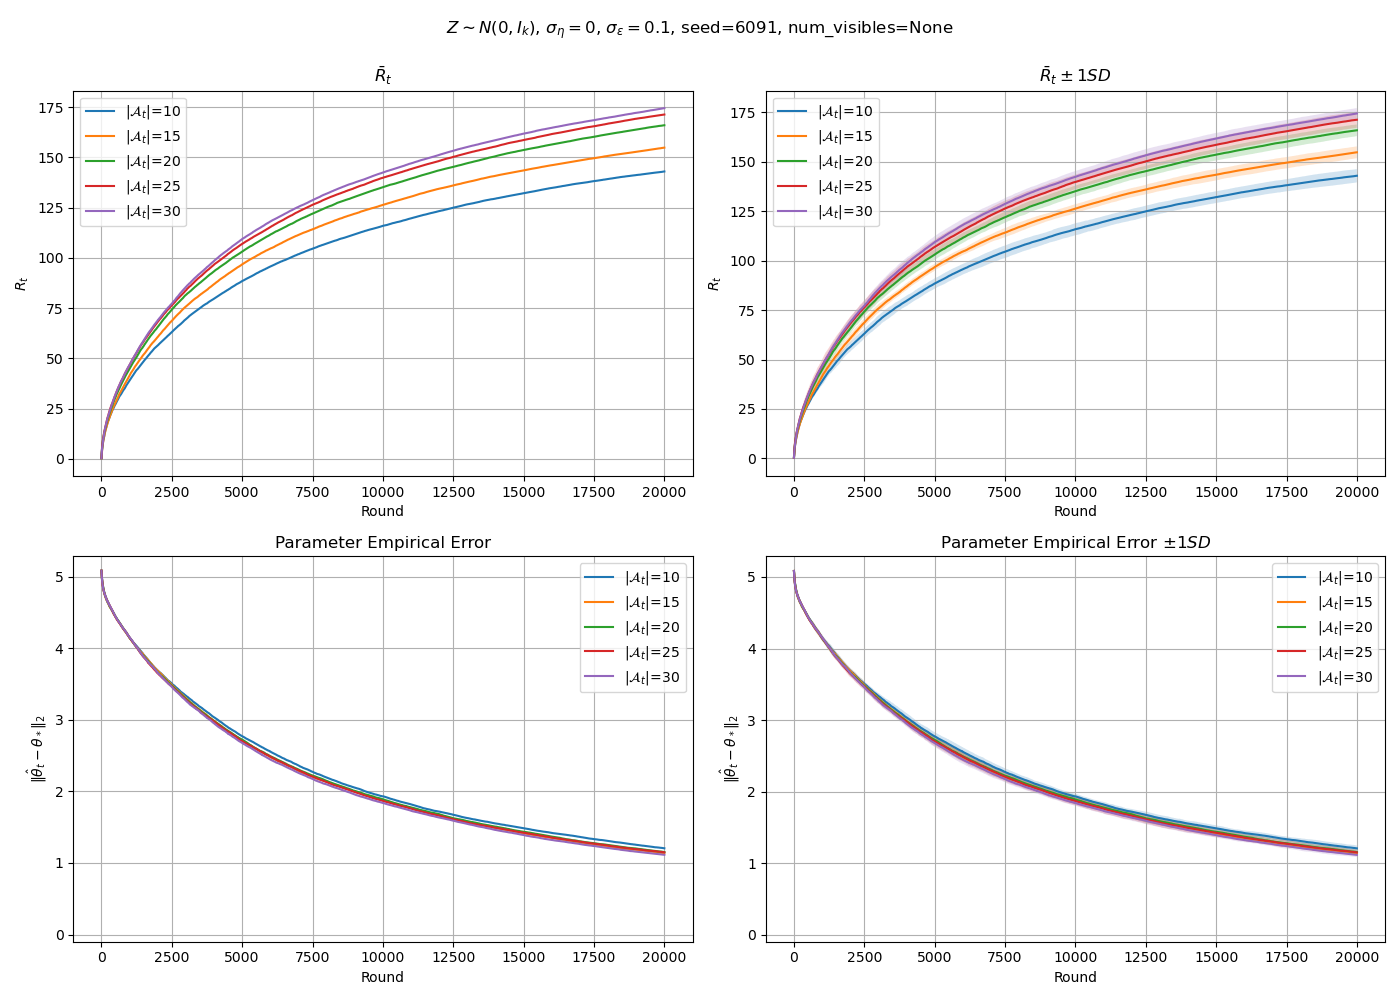 Z ∼ N(0, I_k), σ_η = 0, σ_ε = 0.1, seed=6091, num_visibles=None
R̄_t
R_t
175
150
125
100
75
50
25
0
|𝒜_t|=10
|𝒜_t|=15
|𝒜_t|=20
|𝒜_t|=25
|𝒜_t|=30
0 2500 5000 7500 10000 12500 15000 17500 20000
Round
R̄_t ± 1SD
R_t
175
150
125
100
75
50
25
0
|𝒜_t|=10
|𝒜_t|=15
|𝒜_t|=20
|𝒜_t|=25
|𝒜_t|=30
0 2500 5000 7500 10000 12500 15000 17500 20000
Round
Parameter Empirical Error
‖θ̂_t − θ_*‖_2
5
4
3
2
1
0
|𝒜_t|=10
|𝒜_t|=15
|𝒜_t|=20
|𝒜_t|=25
|𝒜_t|=30
0 2500 5000 7500 10000 12500 15000 17500 20000
Round
Parameter Empirical Error ±1SD
‖θ̂_t − θ_*‖_2
5
4
3
2
1
0
|𝒜_t|=10
|𝒜_t|=15
|𝒜_t|=20
|𝒜_t|=25
|𝒜_t|=30
0 2500 5000 7500 10000 12500 15000 17500 20000
Round